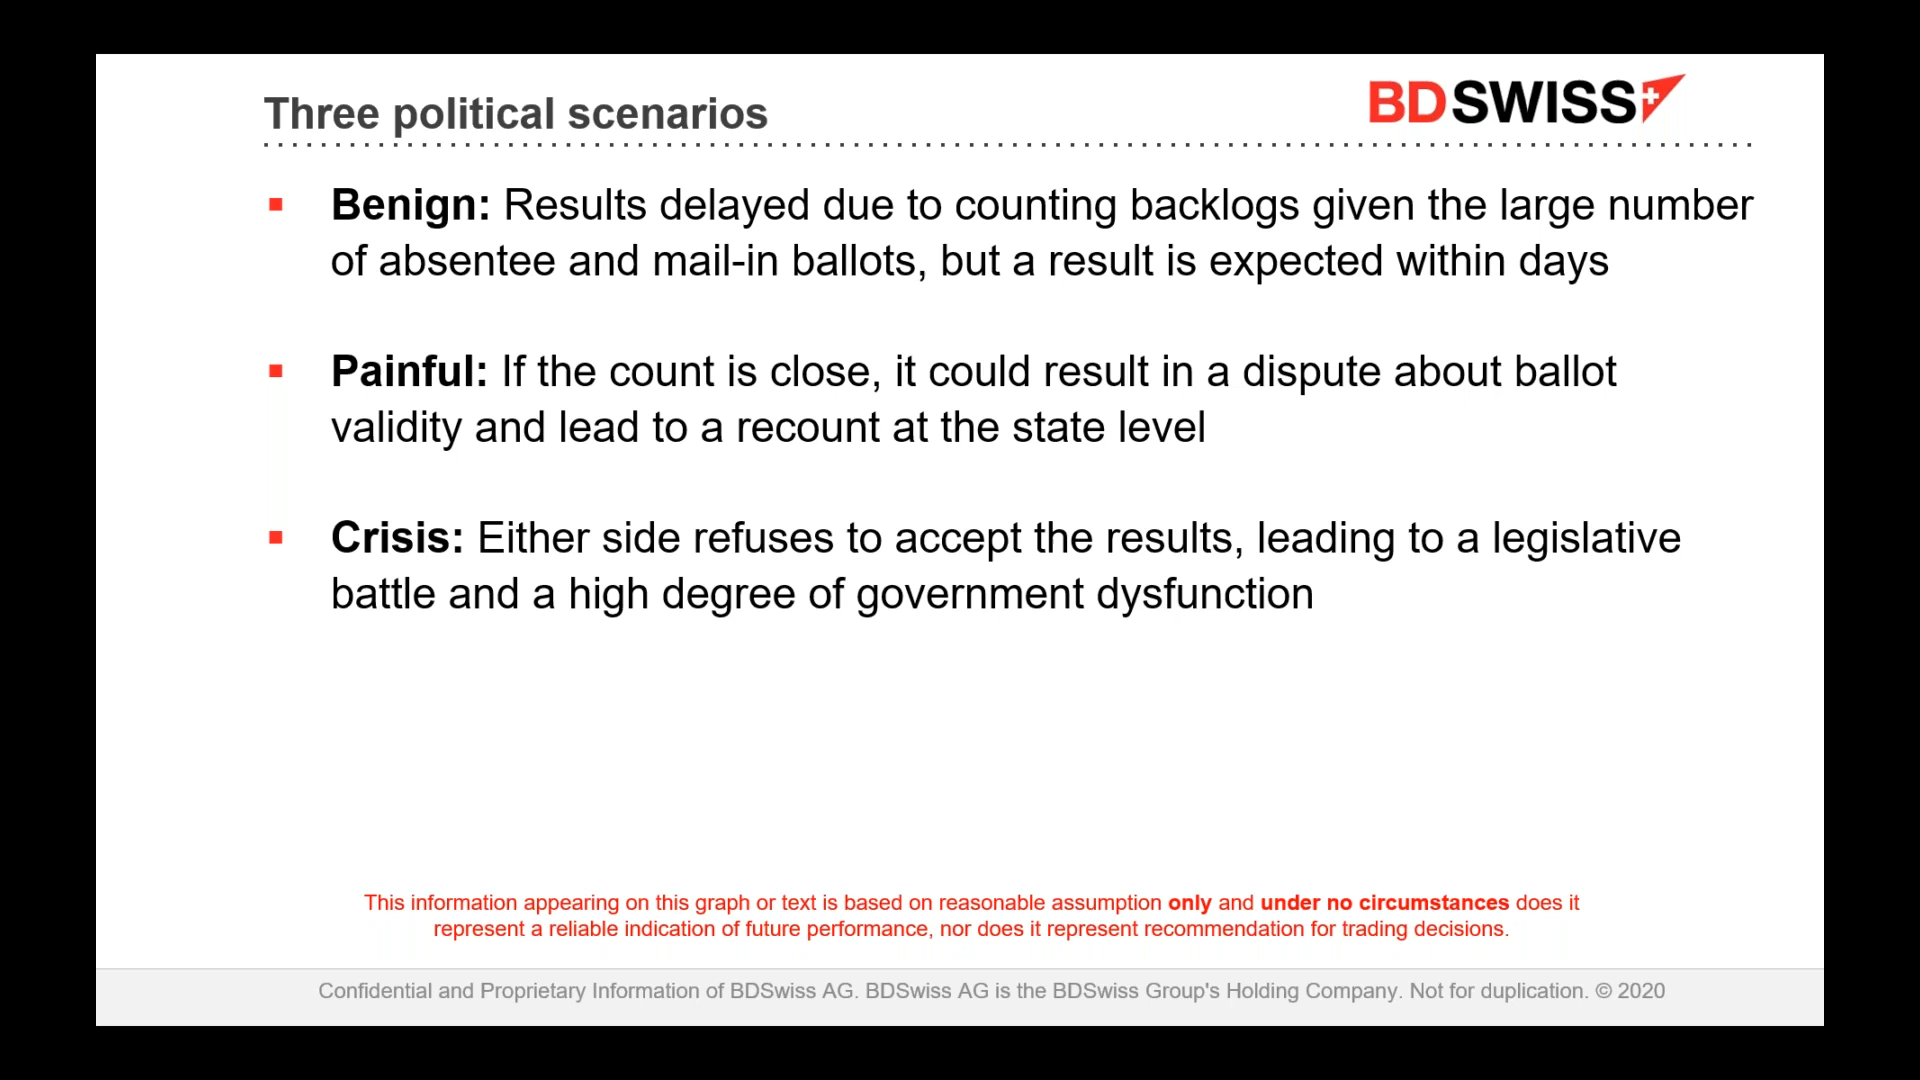 Three political scenarios
BDSWISS
Benign: Results delayed due to counting backlogs given the large number
of absentee and mail-in ballots, but a result is expected within days
Painful: If the count is close, it could result in a dispute about ballot
validity and lead to a recount at the state level
Crisis: Either side refuses to accept the results, leading to a legislative
battle and a high degree of government dysfunction
This information appearing on this graph or text is based on reasonable assumption only and under no circumstances does it
represent a reliable indication of future performance, nor does it represent recommendation for trading decisions.
Confidential and Proprietary Information of BDSwiss AG. BDSwiss AG is the BDSwiss Group's Holding Company. Not for duplication. © 2020